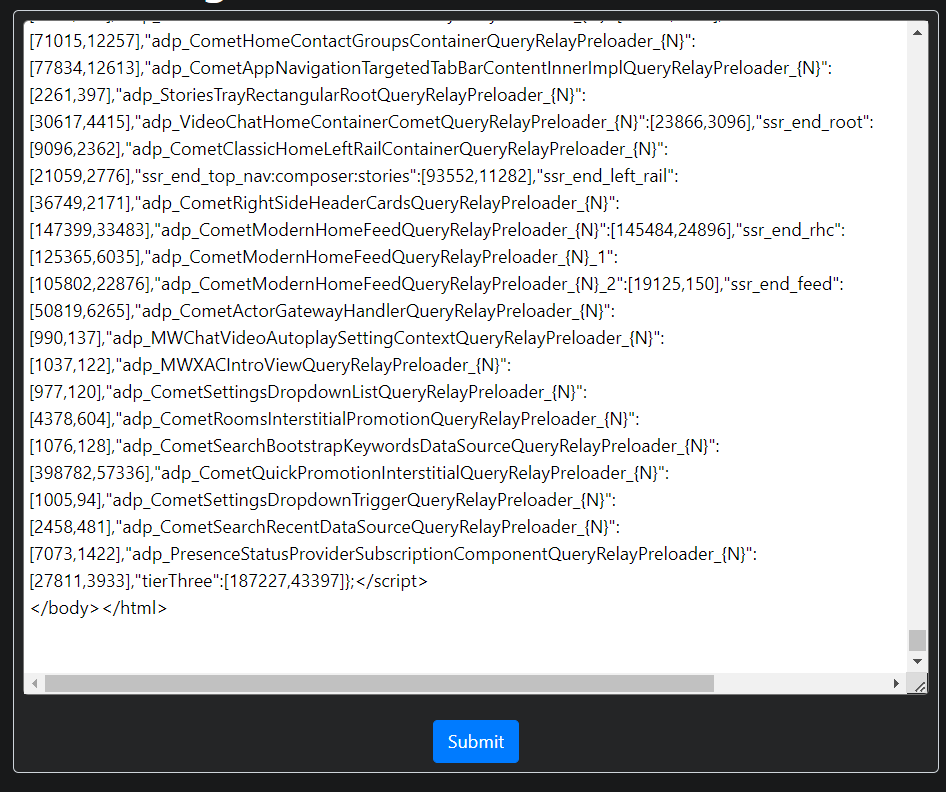 [71015,12257],"adp_CometHomeContactGroupsContainerQueryRelayPreloader_{N}":
[77834,12613],"adp_CometAppNavigationTargetedTabBarContentInnerImplQueryRelayPreloader_{N}":
[2261,397],"adp_StoriesTrayRectangularRootQueryRelayPreloader_{N}":
[30617,4415],"adp_VideoChatHomeContainerCometQueryRelayPreloader_{N}":[23866,3096],"ssr_end_root":
[9096,2362],"adp_CometClassicHomeLeftRailContainerQueryRelayPreloader_{N}":
[21059,2776],"ssr_end_top_nav:composer:stories":[93552,11282],"ssr_end_left_rail":
[36749,2171],"adp_CometRightSideHeaderCardsQueryRelayPreloader_{N}":
[147399,33483],"adp_CometModernHomeFeedQueryRelayPreloader_{N}":[145484,24896],"ssr_end_rhc":
[125365,6035],"adp_CometModernHomeFeedQueryRelayPreloader_{N}_1":
[105802,22876],"adp_CometModernHomeFeedQueryRelayPreloader_{N}_2":[19125,150],"ssr_end_feed":
[50819,6265],"adp_CometActorGatewayHandlerQueryRelayPreloader_{N}":
[990,137],"adp_MWChatVideoAutoplaySettingContextQueryRelayPreloader_{N}":
[1037,122],"adp_MWXACIntroViewQueryRelayPreloader_{N}":
[977,120],"adp_CometSettingsDropdownListQueryRelayPreloader_{N}":
[4378,604],"adp_CometRoomsInterstitialPromotionQueryRelayPreloader_{N}":
[1076,128],"adp_CometSearchBootstrapKeywordsDataSourceQueryRelayPreloader_{N}":
[398782,57336],"adp_CometQuickPromotionInterstitialQueryRelayPreloader_{N}":
[1005,94],"adp_CometSettingsDropdownTriggerQueryRelayPreloader_{N}":
[2458,481],"adp_CometSearchRecentDataSourceQueryRelayPreloader_{N}":
[7073,1422],"adp_PresenceStatusProviderSubscriptionComponentQueryRelayPreloader_{N}":
[27811,3933],"tierThree":[187227,43397]};</script>
</body></html>
Submit